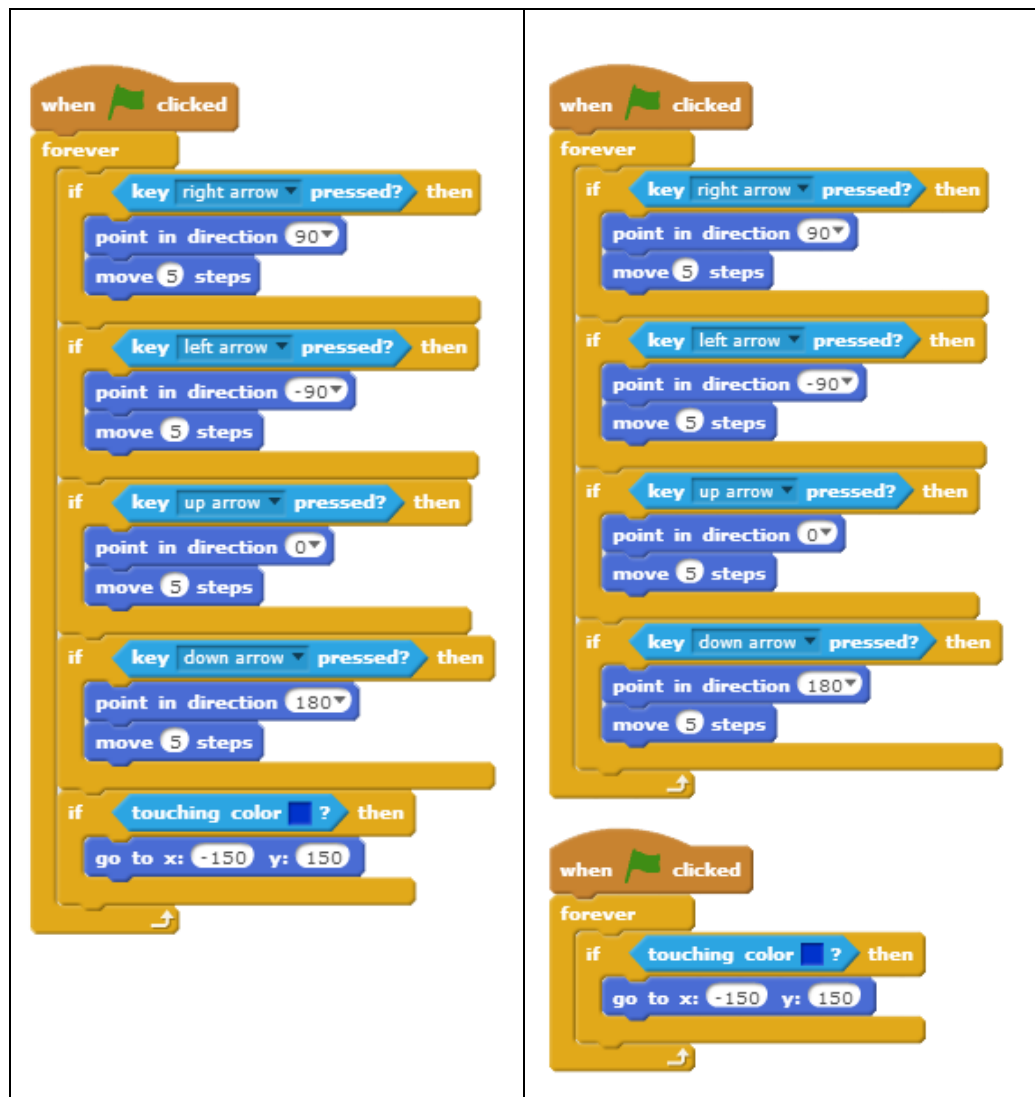 when clicked
forever
if key right arrow pressed? then
point in direction 90
move 5 steps
if key left arrow pressed? then
point in direction -90
move 5 steps
if key up arrow pressed? then
point in direction 0
move 5 steps
if key down arrow pressed? then
point in direction 180
move 5 steps
if touching color ? then
go to x: -150 y: 150
when clicked
forever
if key right arrow pressed? then
point in direction 90
move 5 steps
if key left arrow pressed? then
point in direction -90
move 5 steps
if key up arrow pressed? then
point in direction 0
move 5 steps
if key down arrow pressed? then
point in direction 180
move 5 steps
when clicked
forever
if touching color ? then
go to x: -150 y: 150